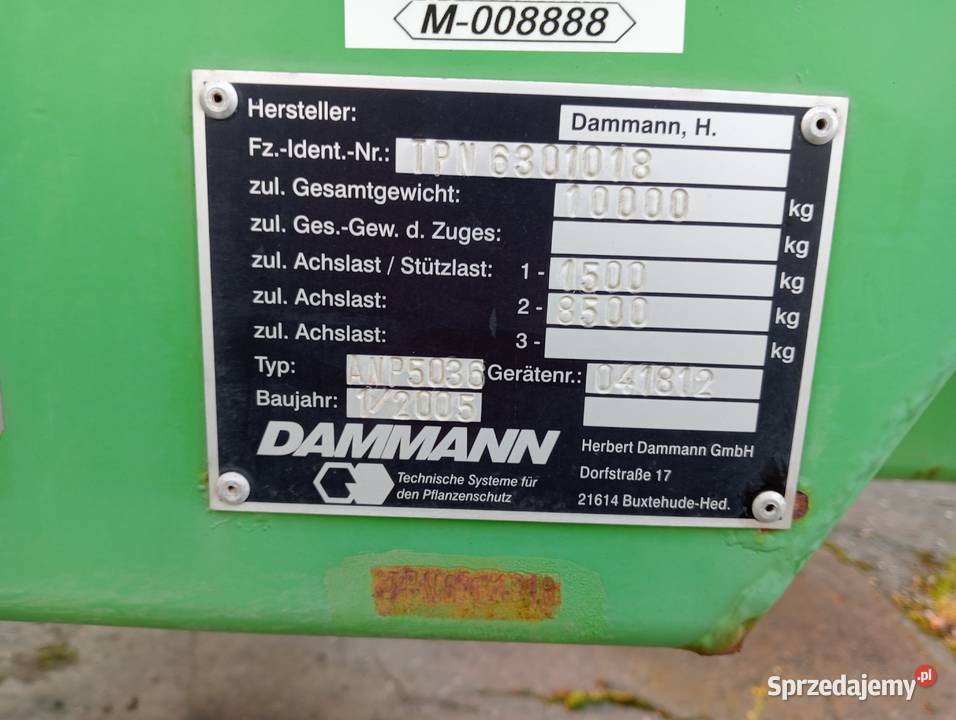 M-008888
Hersteller: Dammann, H.
Fz.-Ident.-Nr.: TPN 6301018
zul. Gesamtgewicht: 10000 kg
zul. Ges.-Gew. d. Zuges: kg
zul. Achslast / Stützlast: 1 - 1500 kg
zul. Achslast: 2 - 8500 kg
zul. Achslast: 3 - kg
Typ: ANP5036 Gerätenr.: 041812
Baujahr: 1/2005
DAMMANN
Technische Systeme für
den Pflanzenschutz
Herbert Dammann GmbH
Dorfstraße 17
21614 Buxtehude-Hed.
Sprzedajemy.pl